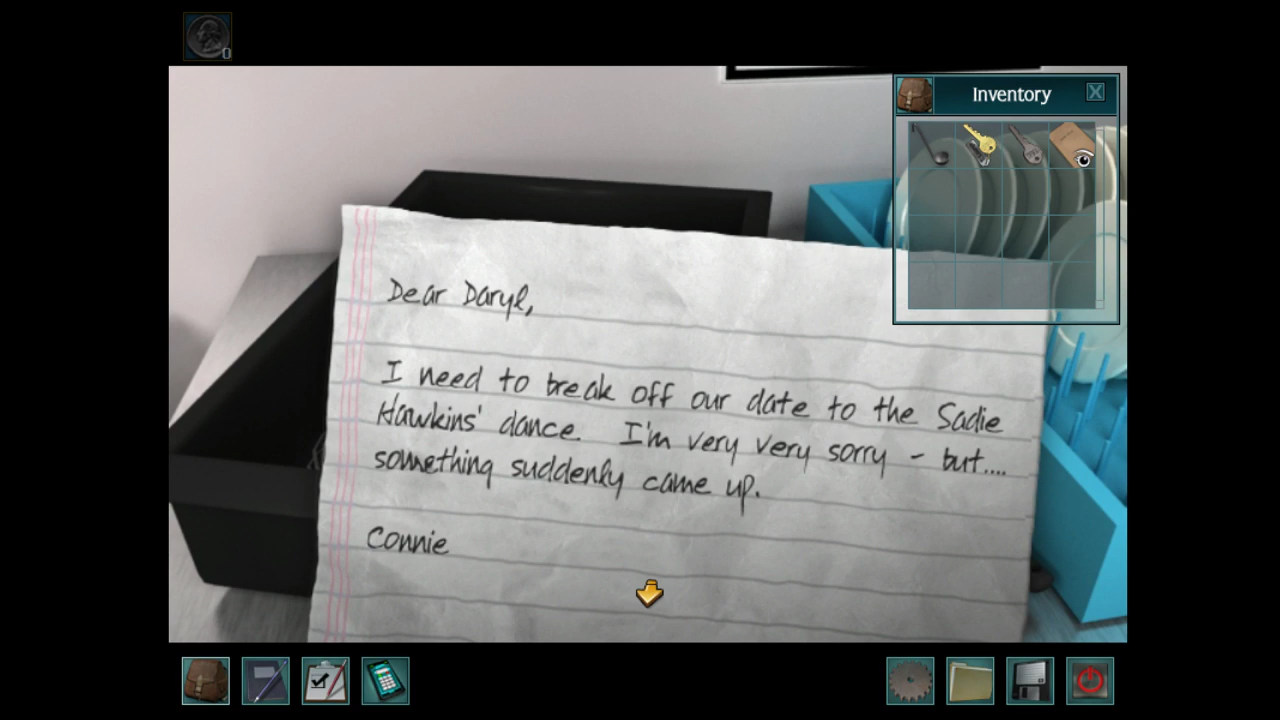 0
Inventory
Dear Daryl,
I need to break off our date to the Sadie
Hawkins' dance. I'm very very sorry - but....
something suddenly came up.
Connie